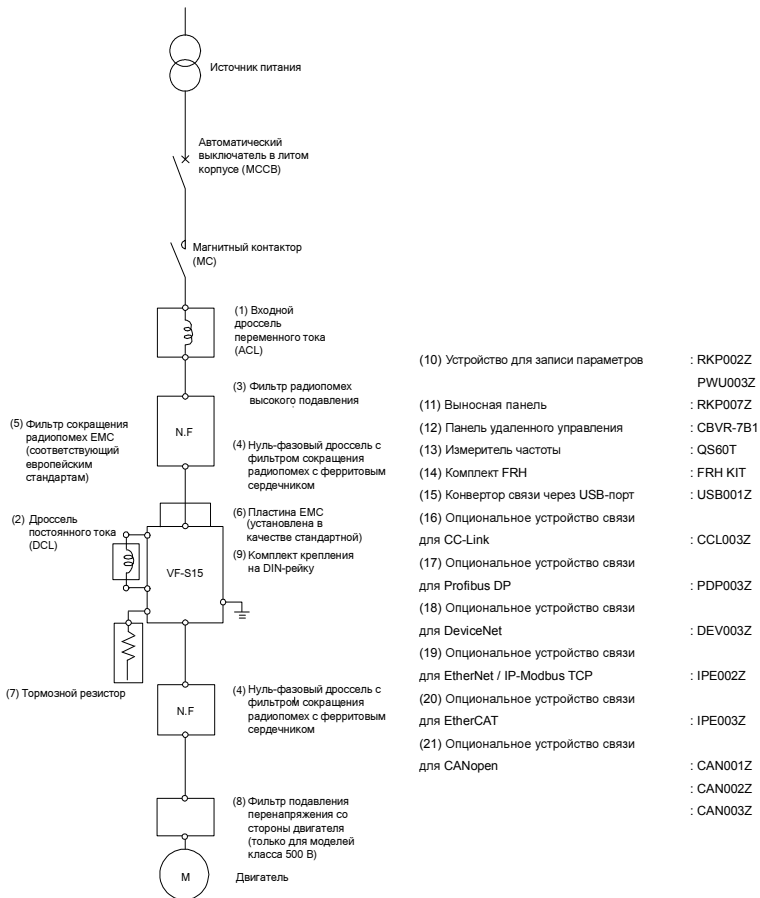 Источник питания
Автоматический
выключатель в литом
корпусе (MCCB)
Магнитный контактор
(MC)
(1) Входной
дроссель
переменного тока
(ACL)
(3) Фильтр радиопомех
высокого подавления
N.F
(5) Фильтр сокращения
радиопомех EMC
(соответствующий
европейским
стандартам)
(4) Нуль-фазовый дроссель с
фильтром сокращения
радиопомех с ферритовым
сердечником
(6) Пластина EMC
(установлена в
качестве стандартной)
(2) Дроссель
постоянного тока
(DCL)
(9) Комплект крепления
на DIN-рейку
VF-S15
(7) Тормозной резистор
(4) Нуль-фазовый дроссель с
фильтром сокращения
радиопомех с ферритовым
сердечником
N.F
(8) Фильтр подавления
перенапряжения со
стороны двигателя
(только для моделей
класса 500 В)
M
Двигатель
(10) Устройство для записи параметров : RKP002Z
PWU003Z
(11) Выносная панель : RKP007Z
(12) Панель удаленного управления : CBVR-7B1
(13) Измеритель частоты : QS60T
(14) Комплект FRH : FRH KIT
(15) Конвертор связи через USB-порт : USB001Z
(16) Опциональное устройство связи
для CC-Link : CCL003Z
(17) Опциональное устройство связи
для Profibus DP : PDP003Z
(18) Опциональное устройство связи
для DeviceNet : DEV003Z
(19) Опциональное устройство связи
для EtherNet / IP-Modbus TCP : IPE002Z
(20) Опциональное устройство связи
для EtherCAT : IPE003Z
(21) Опциональное устройство связи
для CANopen : CAN001Z
: CAN002Z
: CAN003Z